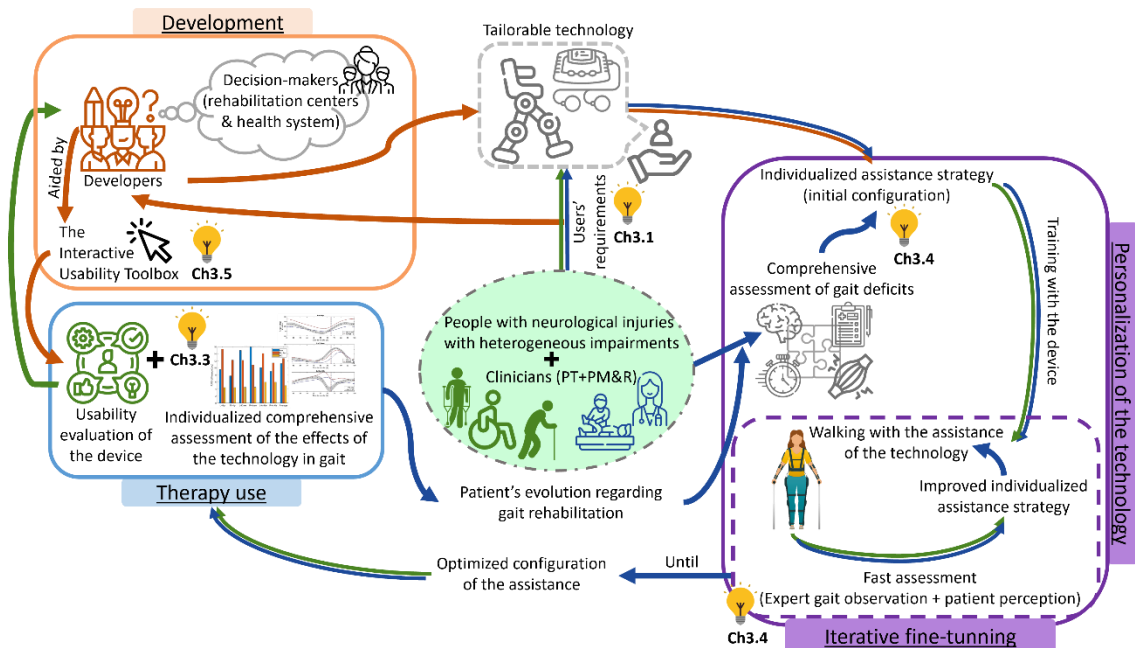 Development
Decision-makers
(rehabilitation centers
& health system)
Developers
Aided by
The
Interactive
Usability Toolbox
Ch3.5
Tailorable technology
Users'
requirements
Ch3.1
Individualized assistance strategy
(initial configuration)
Ch3.4
Comprehensive
assessment of gait deficits
Training with the
device
Personalization of the technology
People with neurological injuries
with heterogeneous impairments
+
Clinicians (PT+PM&R)
+
Ch3.3
Usability
evaluation of
the device
Individualized comprehensive
assessment of the effects of
the technology in gait
Therapy use
Patient's evolution regarding
gait rehabilitation
Walking with the assistance
of the technology
Improved individualized
assistance strategy
Fast assessment
(Expert gait observation + patient perception)
Until
Optimized configuration
of the assistance
Ch3.4
Iterative fine-tunning